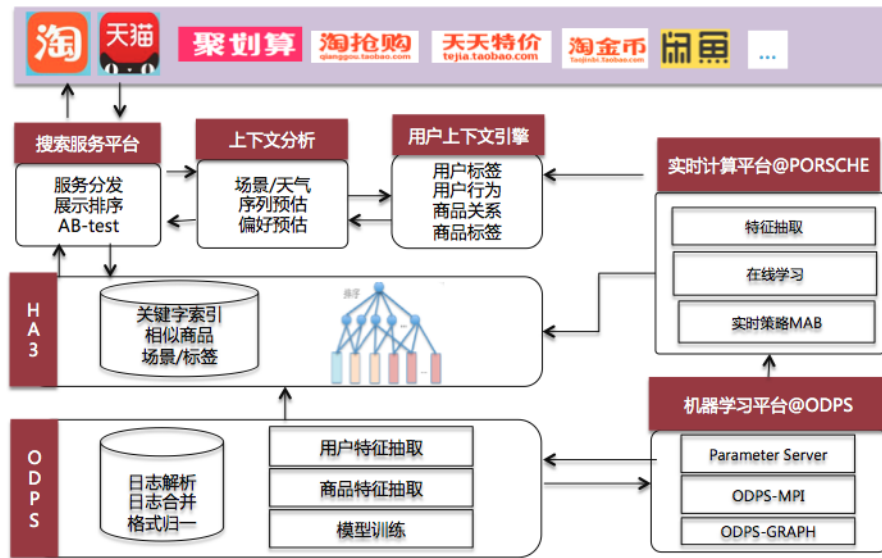 淘
天猫
聚划算
淘抢购
qianggou.taobao.com
天天特价
tejia.taobao.com
淘金币
Taojinbi.taobao.com
闲鱼
...
搜索服务平台
服务分发
展示排序
AB-test
上下文分析
场景/天气
序列预估
偏好预估
用户上下文引擎
用户标签
用户行为
商品关系
商品标签
实时计算平台@PORSCHE
特征抽取
在线学习
实时策略MAB
HA3
关键字索引
相似商品
场景/标签
排序
...
...
机器学习平台@ODPS
Parameter Server
ODPS-MPI
ODPS-GRAPH
ODPS
日志解析
日志合并
格式归一
用户特征抽取
商品特征抽取
模型训练